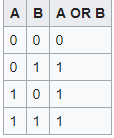 A B A OR B
0 0 0
0 1 1
1 0 1
1 1 1